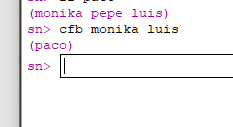 (monika pepe luis)
sn> cfb monika luis
(paco)
sn>